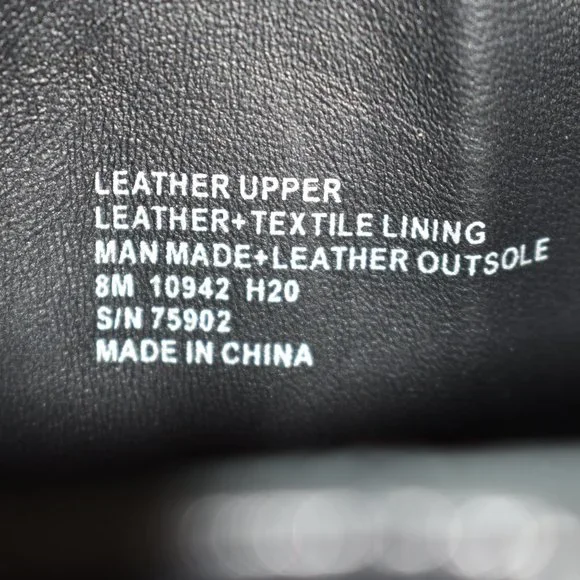 LEATHER UPPER
LEATHER+TEXTILE LINING
MAN MADE+LEATHER OUTSOLE
8M 10942 H20
S/N 75902
MADE IN CHINA